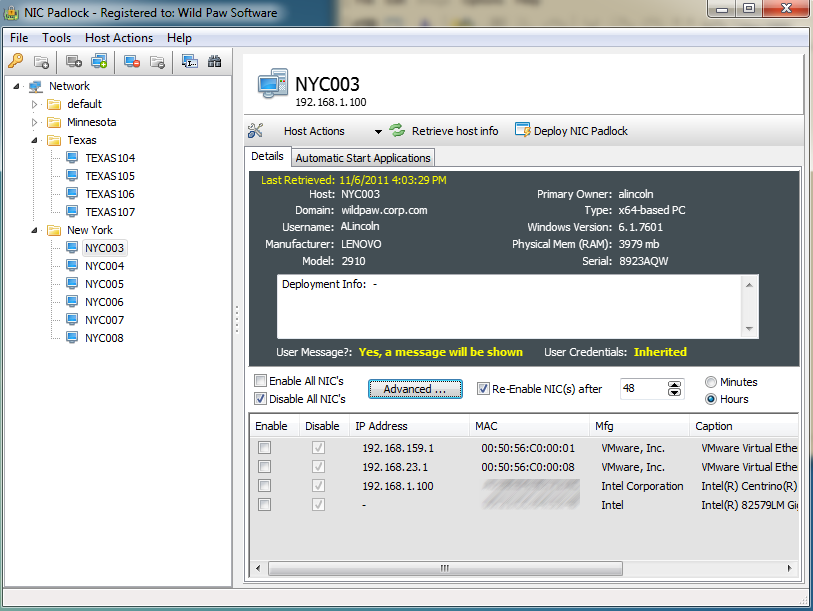 NIC Padlock - Registered to: Wild Paw Software
File Tools Host Actions Help
Network
default
Minnesota
Texas
TEXAS104
TEXAS105
TEXAS106
TEXAS107
New York
NYC003
NYC004
NYC005
NYC006
NYC007
NYC008
NYC003
192.168.1.100
Host Actions Retrieve host info Deploy NIC Padlock
Details Automatic Start Applications
Last Retrieved: 11/6/2011 4:03:29 PM
Host: NYC003 Primary Owner: alincoln
Domain: wildpaw.corp.com Type: x64-based PC
Username: ALincoln Windows Version: 6.1.7601
Manufacturer: LENOVO Physical Mem (RAM): 3979 mb
Model: 2910 Serial: 8923AQW
Deployment Info: -
User Message?: Yes, a message will be shown User Credentials: Inherited
Enable All NIC's
Disable All NIC's
Advanced ...
Re-Enable NIC(s) after 48
Minutes
Hours
Enable Disable IP Address MAC Mfg Caption
192.168.159.1 00:50:56:C0:00:01 VMware, Inc. VMware Virtual Ethe
192.168.23.1 00:50:56:C0:00:08 VMware, Inc. VMware Virtual Ethe
192.168.1.100 Intel Corporation Intel(R) Centrino(R)
- Intel Intel(R) 82579LM Gi